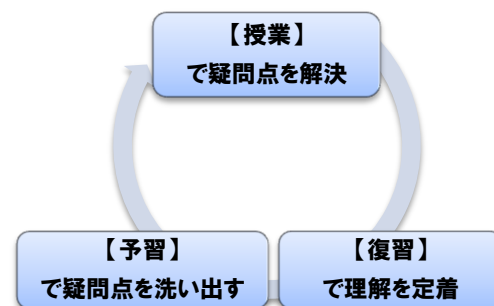 【授業】
で疑問点を解決
【予習】
で疑問点を洗い出す
【復習】
で理解を定着